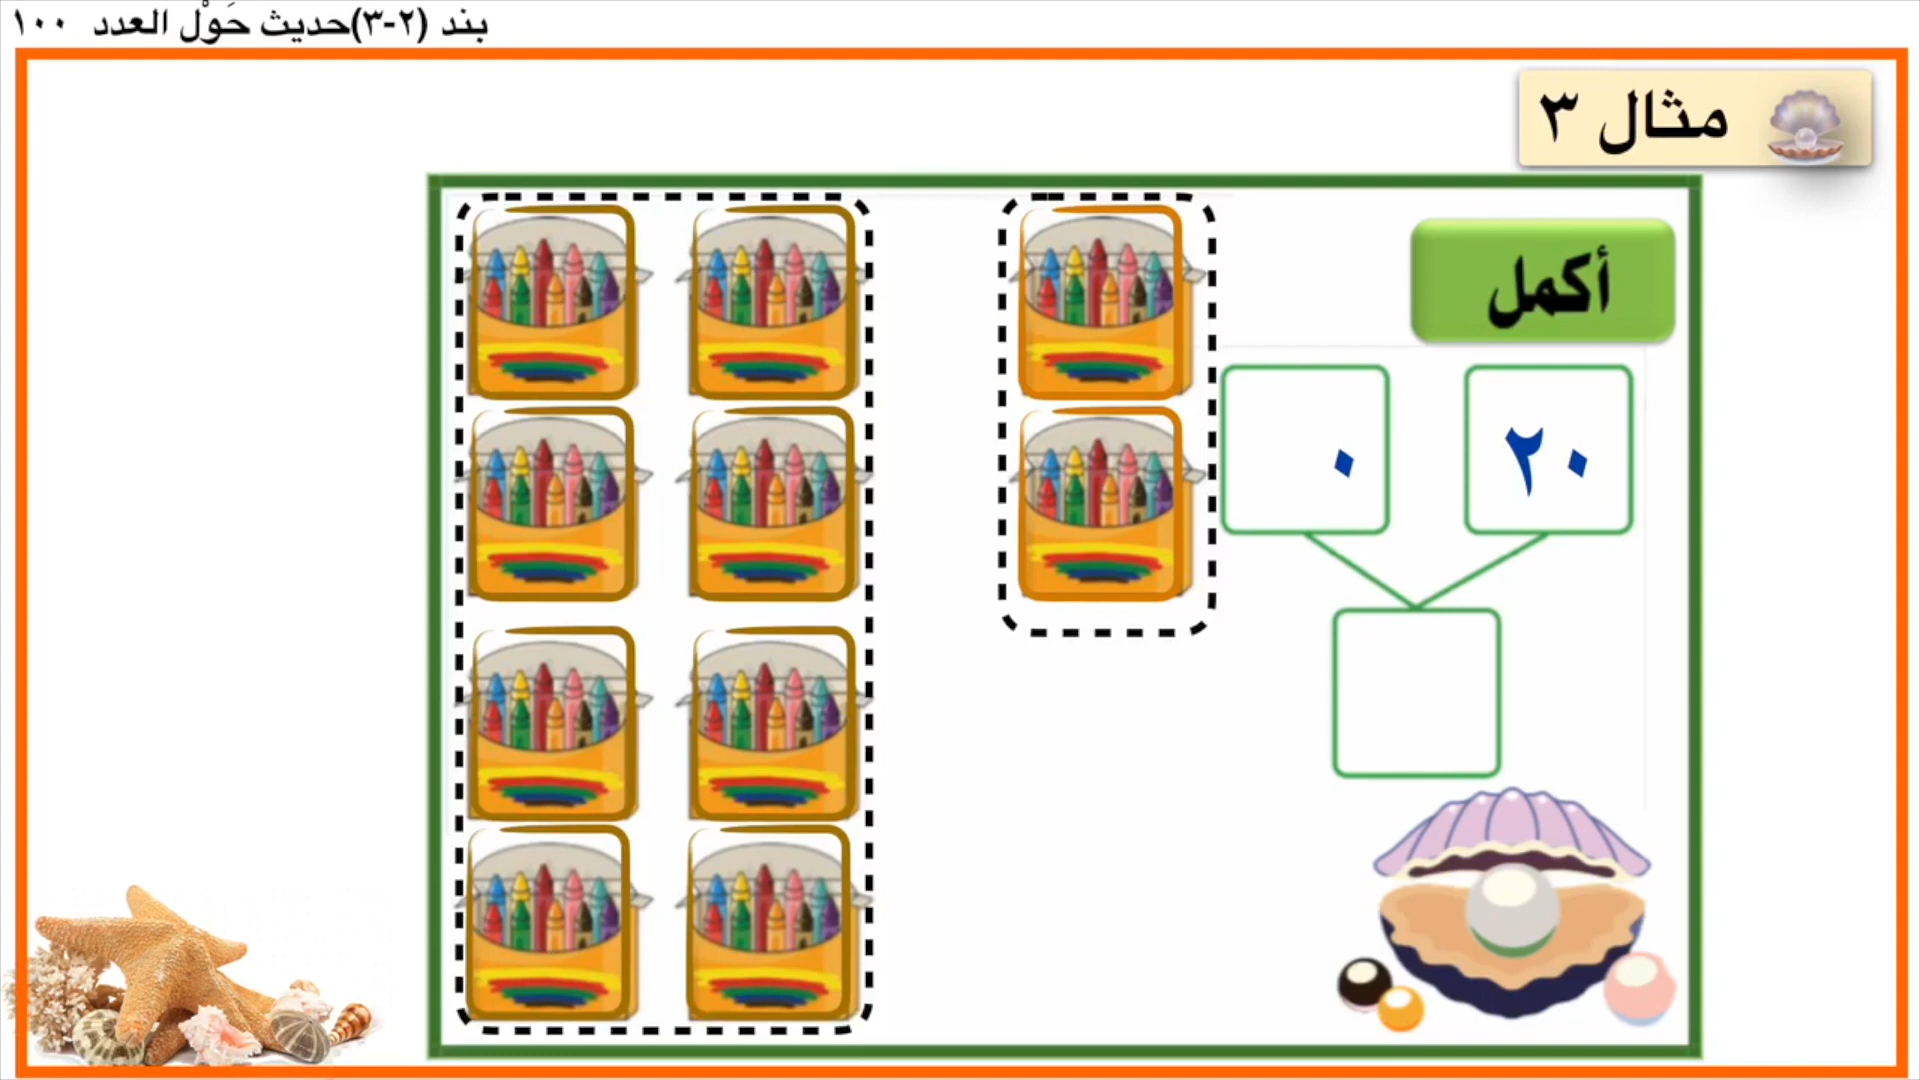 بند (٢-٣)حديث حَوْل العدد ١٠٠
مثال ٣
أكمل
٢٠
٠